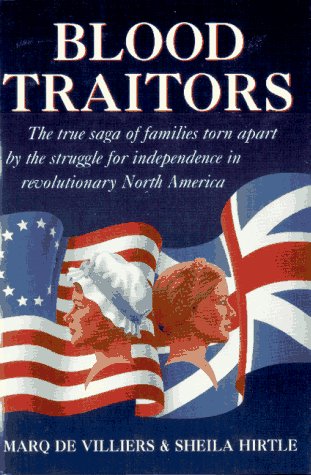 BLOOD
TRAITORS
The true saga of families torn apart
by the struggle for independence in
revolutionary North America
MARQ DE VILLIERS & SHEILA HIRTLE